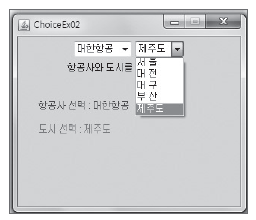 ChoiceEx02
대한항공 제주도
서울
항공사와 도시를
대전
대구
부산
제주도
항공사 선택 : 대한항공
도시 선택 : 제주도